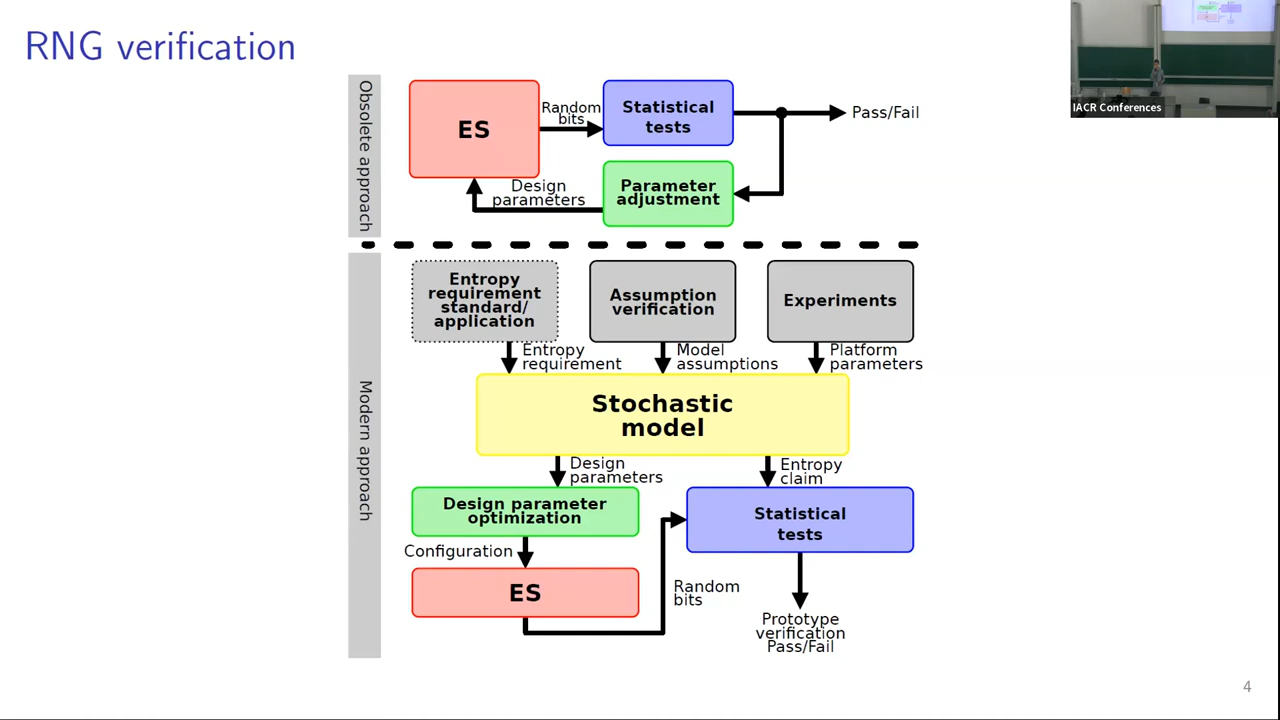 RNG verification
IACR Conferences
Obsolete approach
ES
Random
bits
Statistical
tests
Pass/Fail
Design
parameters
Parameter
adjustment
Modern approach
Entropy
requirement
standard/
application
Assumption
verification
Experiments
Entropy
requirement
Model
assumptions
Platform
parameters
Stochastic
model
Design
parameters
Entropy
claim
Design parameter
optimization
Statistical
tests
Configuration
ES
Random
bits
Prototype
verification
Pass/Fail
4